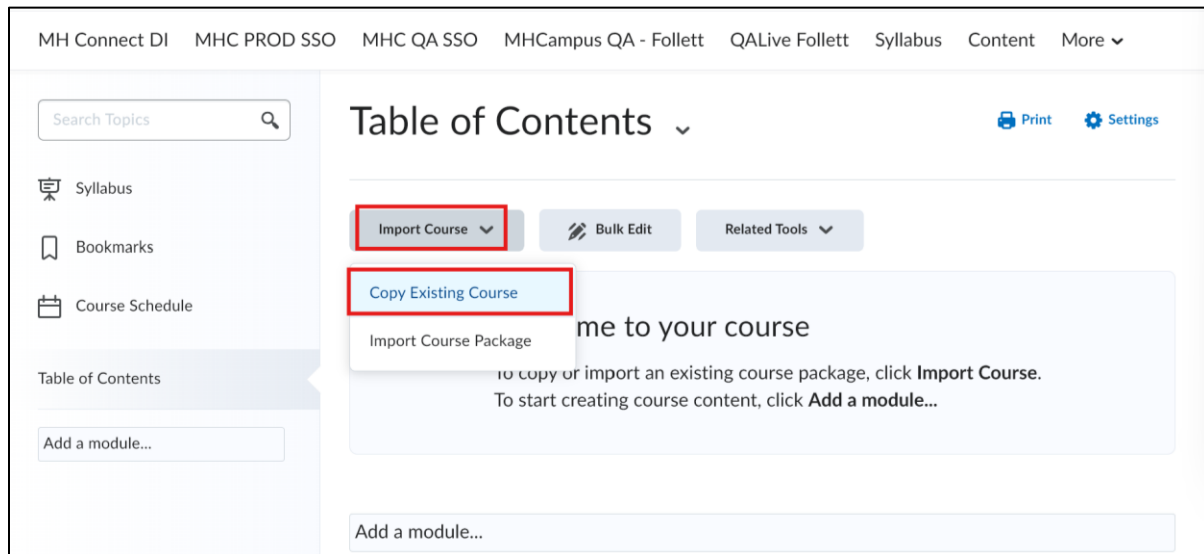 MH Connect DI MHC PROD SSO MHC QA SSO MHCampus QA - Follett QALive Follett Syllabus Content More
Search Topics
Syllabus
Bookmarks
Course Schedule
Table of Contents
Add a module...
Table of Contents
Print Settings
Import Course Bulk Edit Related Tools
Copy Existing Course
Import Course Package
me to your course
To copy or import an existing course package, click Import Course.
To start creating course content, click Add a module...
Add a module...